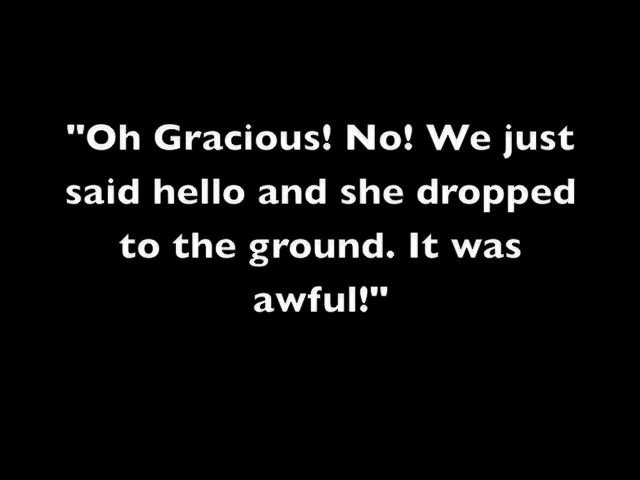 "Oh Gracious! No! We just
said hello and she dropped
to the ground. It was
awful!"